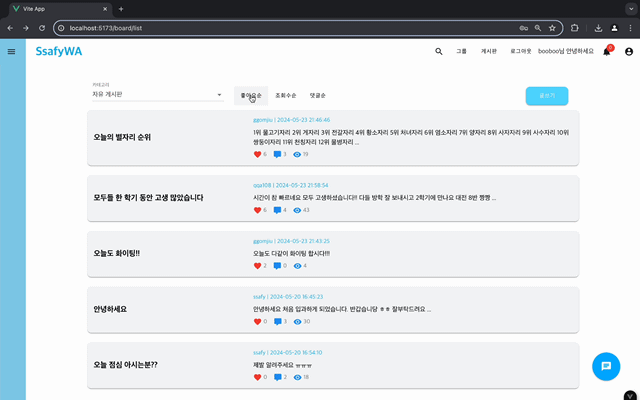 Vite App
localhost:5173/board/list
SsafyWA
그룹
게시판
로그아웃
booboo님 안녕하세요
카테고리
자유 게시판
좋아요순
조회수순
댓글순
글쓰기
오늘의 별자리 순위
ggomjiu | 2024-05-23 21:46:46
1위 물고기자리 2위 게자리 3위 전갈자리 4위 황소자리 5위 처녀자리 6위 염소자리 7위 양자리 8위 사자자리 9위 사수자리 10위
쌍둥이자리 11위 천칭자리 12위 물병자리 ...
6 3 19
모두들 한 학기 동안 고생 많았습니다
2024-05-23 21:58:54
시간이 참 빠르네요 모두 고생하셨습니다!! 다들 방학 잘 보내시고 2학기에 만나요 대전 8반 짱짱 ...
6 4 43
오늘도 화이팅!!
ggomjiu | 2024-05-23 21:43:25
오늘도 다같이 화이팅 합시다!!!
2 0 4
안녕하세요
ssafy | 2024-05-20 16:45:23
안녕하세요 처음 입과하게 되었습니다. 반갑습니당 ㅎㅎ 잘부탁드려요 ...
0 3 30
오늘 점심 아시는분??
ssafy | 2024-05-20 16:54:10
제발 알려주세요 ㅠㅠㅠ
0 2 18